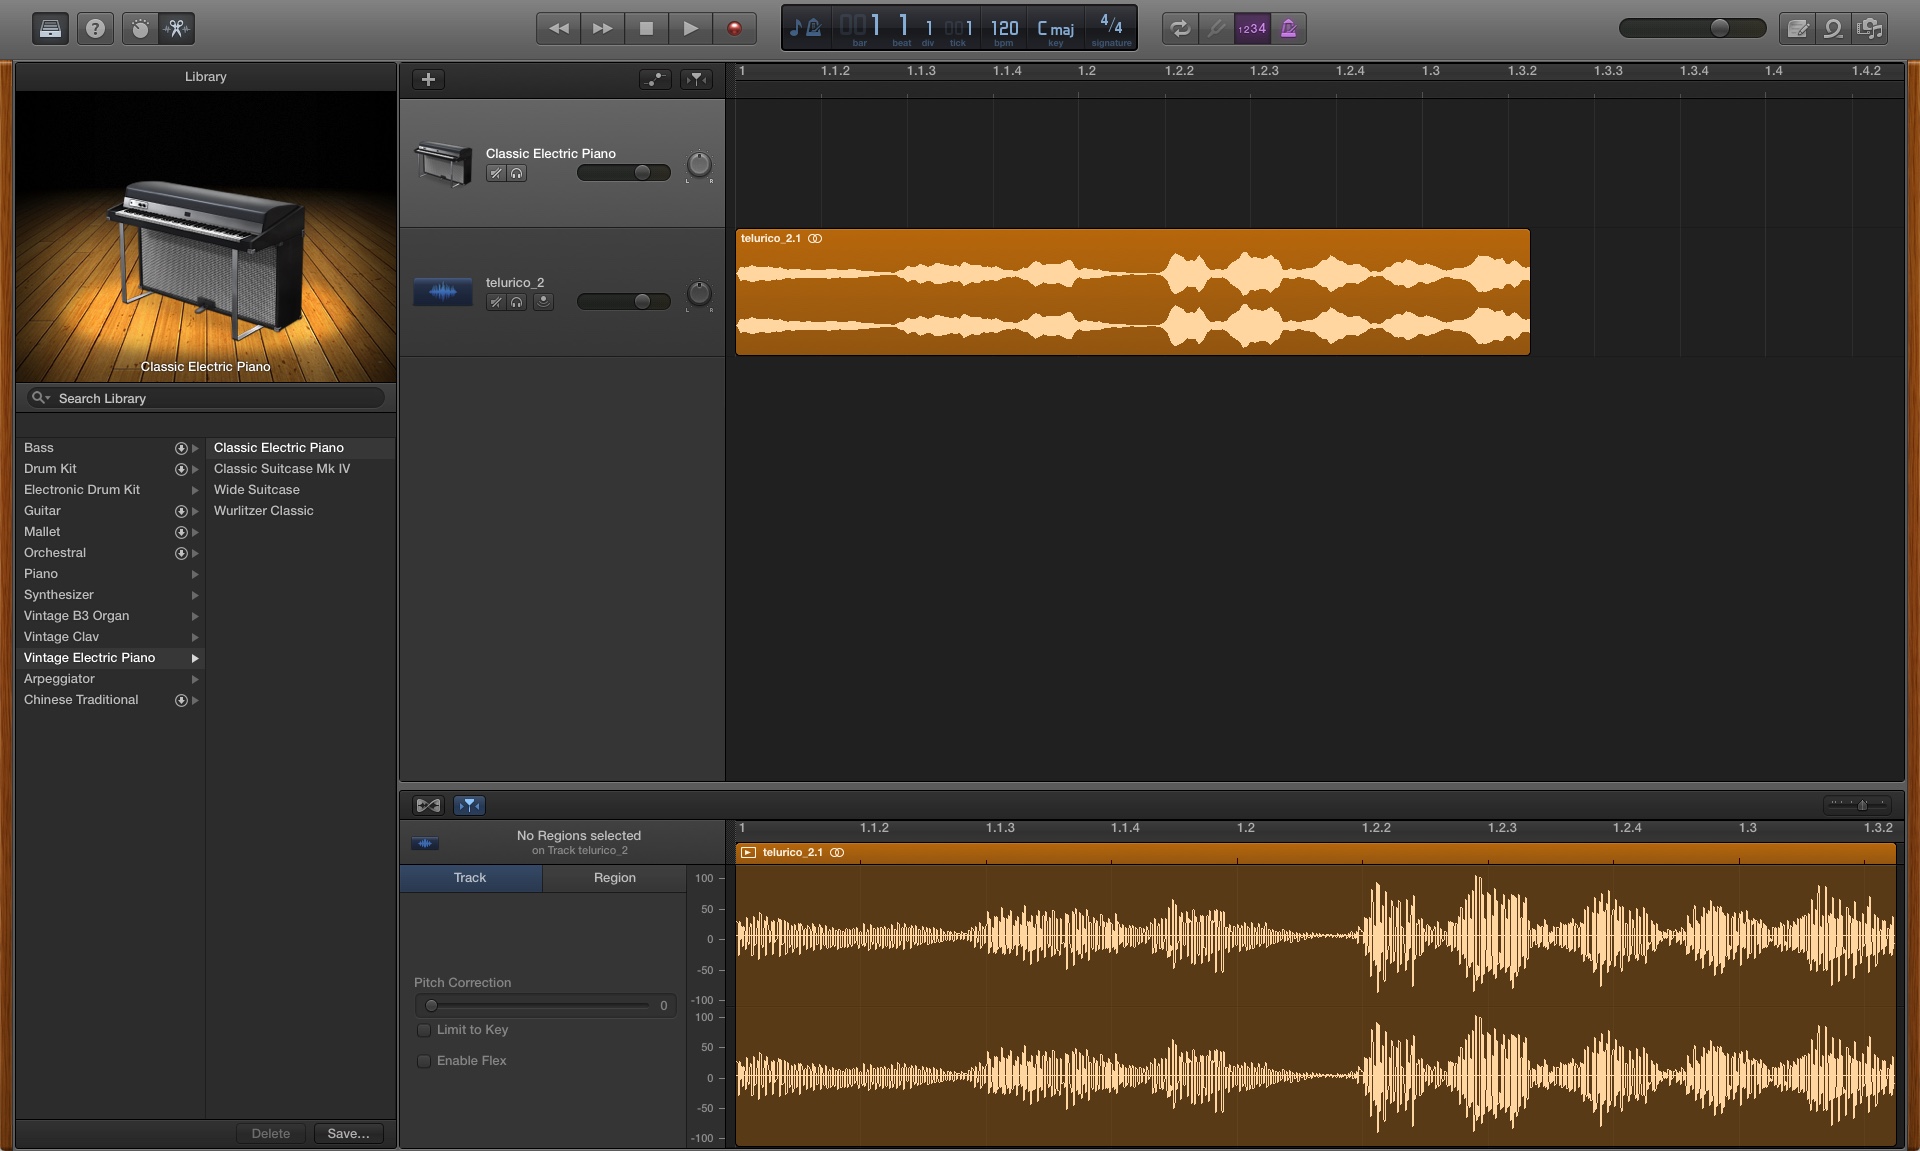 1 1 1 1 120 C maj 4/4
bar beat div tick bpm key signature
1234
Library
Classic Electric Piano
Search Library
Bass
Drum Kit
Electronic Drum Kit
Guitar
Mallet
Orchestral
Piano
Synthesizer
Vintage B3 Organ
Vintage Clav
Vintage Electric Piano
Arpeggiator
Chinese Traditional
Classic Electric Piano
Classic Suitcase Mk IV
Wide Suitcase
Wurlitzer Classic
Delete Save...
1 1.1.2 1.1.3 1.1.4 1.2 1.2.2 1.2.3 1.2.4 1.3 1.3.2 1.3.3 1.3.4 1.4 1.4.2
Classic Electric Piano
L R
telurico_2
L R
telurico_2.1
No Regions selected
on Track telurico_2
Track Region
Pitch Correction
0
Limit to Key
Enable Flex
1 1.1.2 1.1.3 1.1.4 1.2 1.2.2 1.2.3 1.2.4 1.3 1.3.2
telurico_2.1
100
50
0
-50
-100
100
50
0
-50
-100